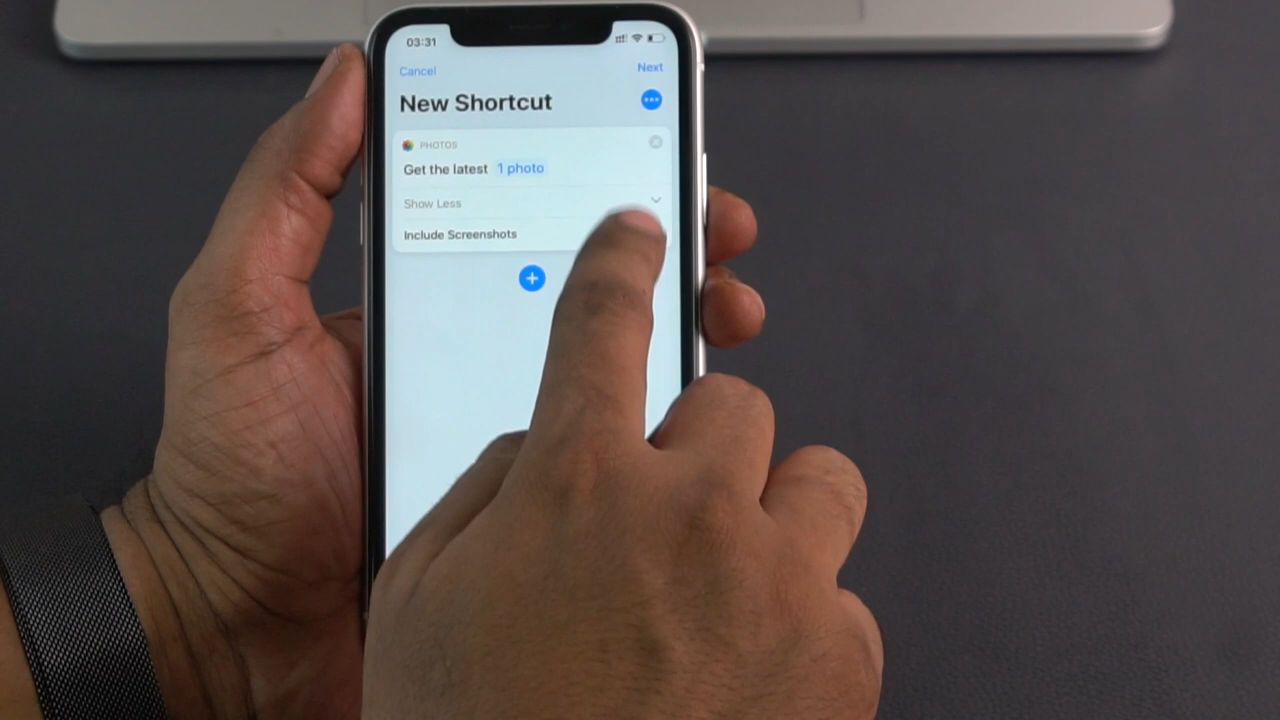 03:31
Cancel
Next
New Shortcut
PHOTOS
Get the latest 1 photo
Show Less
Include Screenshots